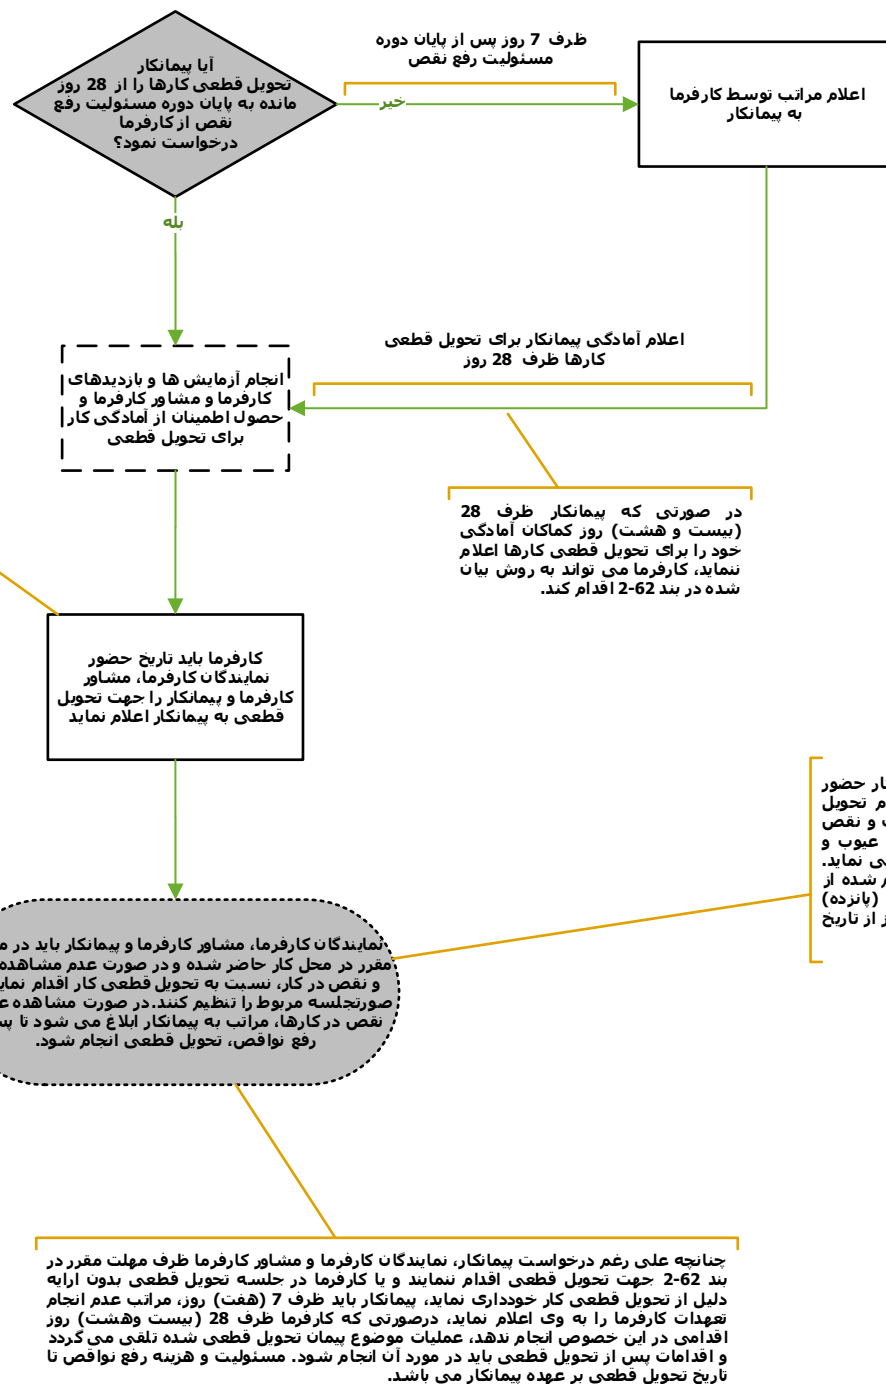 آیا پیمانکار
تحویل قطعی کارها را از 28 روز
مانده به پایان دوره مسئولیت رفع
نقص از کارفرما
درخواست نمود؟
ظرف 7 روز پس از پایان دوره
مسئولیت رفع نقص
خیر
اعلام مراتب توسط کارفرما
به پیمانکار
بله
اعلام آمادگی پیمانکار برای تحویل قطعی
کارها ظرف 28 روز
انجام آزمایش ها و بازدیدهای
کارفرما و مشاور کارفرما و
حصول اطمینان از آمادگی کار
برای تحویل قطعی
در صورتی که پیمانکار ظرف 28
(بیست و هشت) روز کماکان آمادگی
خود را برای تحویل قطعی کارها اعلام
ننماید، کارفرما می تواند به روش بیان
شده در بند 62-2 اقدام کند.
کارفرما باید تاریخ حضور
نمایندگان کارفرما، مشاور
کارفرما و پیمانکار را جهت تحویل
قطعی به پیمانکار اعلام نماید
حضور
تحویل
و نقص
عیوب و
نماید.
شده از
(پانزده)
از تاریخ
نمایندگان کارفرما، مشاور کارفرما و پیمانکار باید در
مقرر در محل کار حاضر شده و در صورت عدم مشاهده
و نقص در کار، نسبت به تحویل قطعی کار اقدام
صورتجلسه مربوط را تنظیم کنند.در صورت مشاهده
نقص در کارها، مراتب به پیمانکار ابلاغ می شود تا
رفع نواقص، تحویل قطعی انجام شود.
چنانچه علی رغم درخواست پیمانکار، نمایندگان کارفرما و مشاور کارفرما ظرف مهلت مقرر در
بند 62-2 جهت تحویل قطعی اقدام ننمایند و یا کارفرما در جلسه تحویل قطعی بدون ارایه
دلیل از تحویل قطعی کار خودداری نماید، پیمانکار باید ظرف 7 (هفت) روز، مراتب عدم انجام
تعهدات کارفرما را به وی اعلام نماید، درصورتی که کارفرما ظرف 28 (بیست وهشت) روز
اقدامی در این خصوص انجام ندهد، عملیات موضوع پیمان تحویل قطعی شده تلقی می گردد
و اقدامات پس از تحویل قطعی باید در مورد آن انجام شود. مسئولیت و هزینه رفع نواقص تا
تاریخ تحویل قطعی بر عهده پیمانکار می باشد.